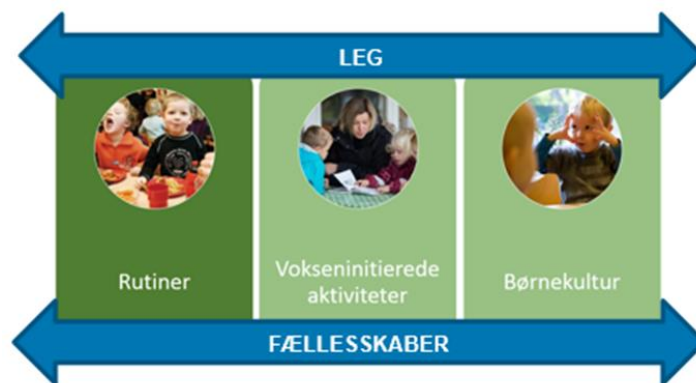 LEG
Rutiner
Vokseninitierede
aktiviteter
Børnekultur
FÆLLESSKABER